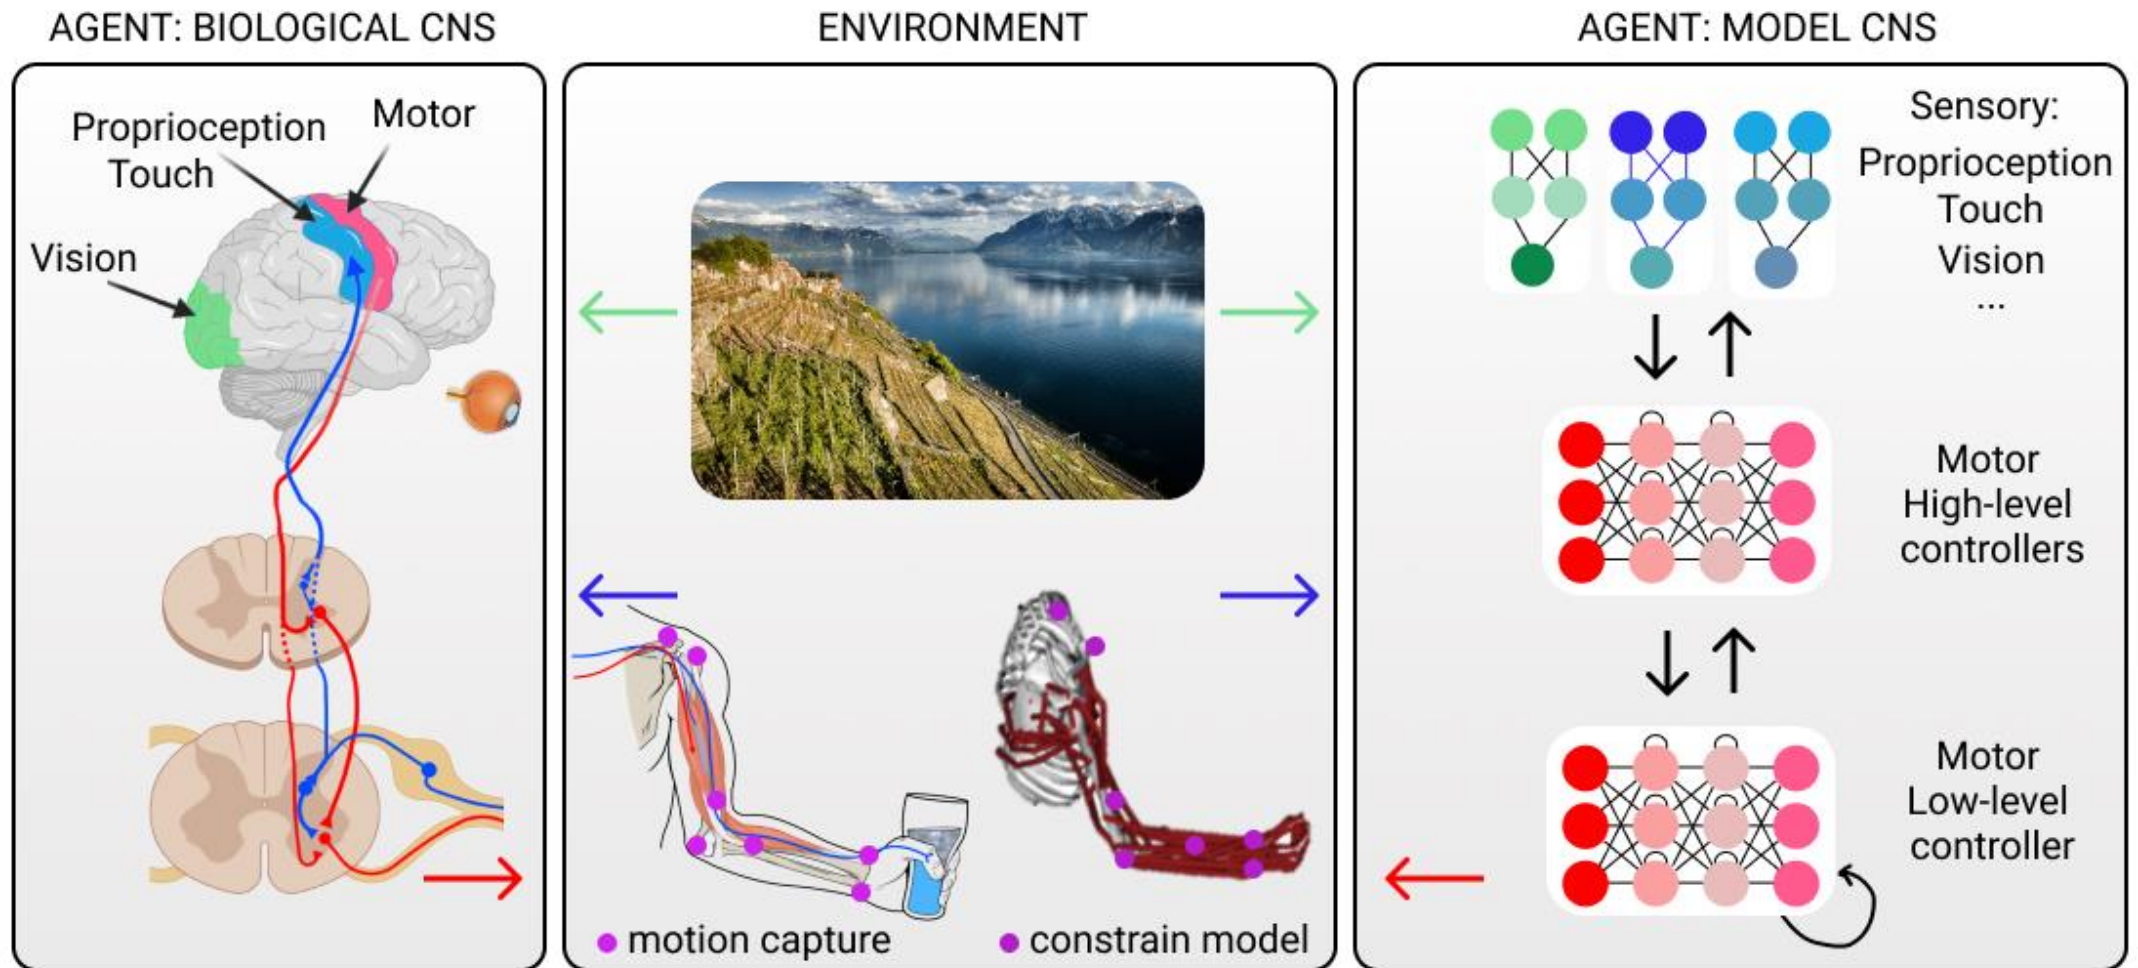 AGENT: BIOLOGICAL CNS
Proprioception
Touch
Motor
Vision
ENVIRONMENT
motion capture
constrain model
AGENT: MODEL CNS
Sensory:
Proprioception
Touch
Vision
...
Motor
High-level
controllers
Motor
Low-level
controller